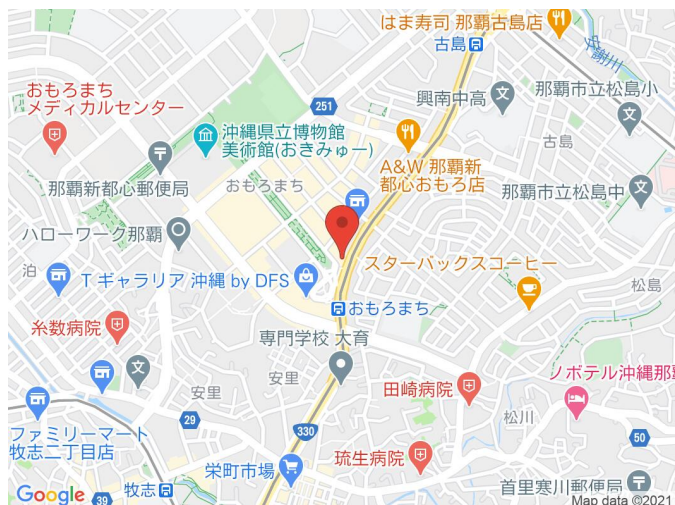 はま寿司 那覇古島店
古島
おもろまち
メディカルセンター
251
興南中高
那覇市立松島小
沖縄県立博物館
美術館(おきみゅー)
古島
A&W 那覇新
都心おもろ店
那覇新都心郵便局
おもろまち
那覇市立松島中
ハローワーク那覇
泊
T ギャラリア 沖縄 by DFS
スターバックスコーヒー
松島
おもろまち
糸数病院
専門学校 大育
安里
安里
田崎病院
ノボテル沖縄那覇
松川
29
ファミリーマート
牧志二丁目店
330
50
栄町市場
琉生病院
牧志
39
首里寒川郵便局
Google
Map data ©2021